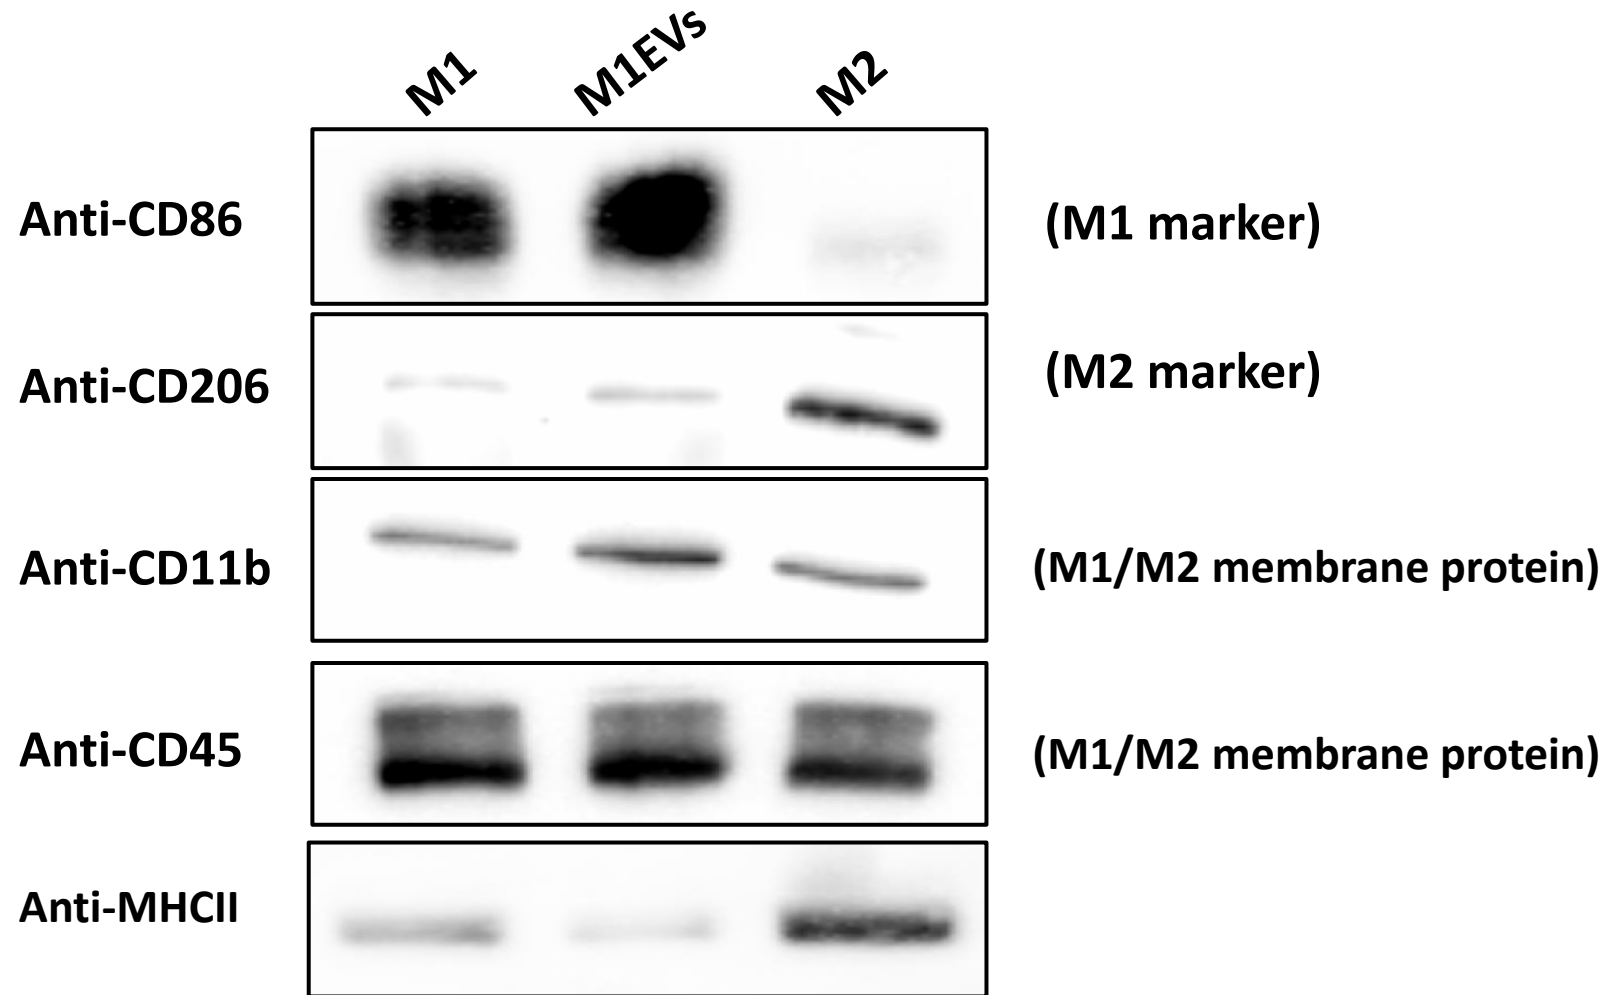 M1 M1EVs M2
Anti-CD86 (M1 marker)
Anti-CD206 (M2 marker)
Anti-CD11b (M1/M2 membrane protein)
Anti-CD45 (M1/M2 membrane protein)
Anti-MHCII